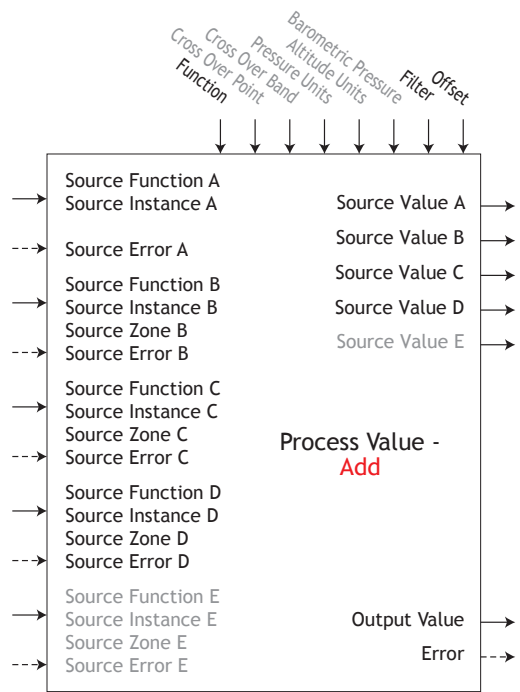 Function
Cross Over Point
Cross Over Band
Pressure Units
Altitude Units
Barometric Pressure
Filter
Offset
Source Function A
Source Instance A
Source Error A
Source Function B
Source Instance B
Source Zone B
Source Error B
Source Function C
Source Instance C
Source Zone C
Source Error C
Source Function D
Source Instance D
Source Zone D
Source Error D
Source Function E
Source Instance E
Source Zone E
Source Error E
Source Value A
Source Value B
Source Value C
Source Value D
Source Value E
Process Value -
Add
Output Value
Error